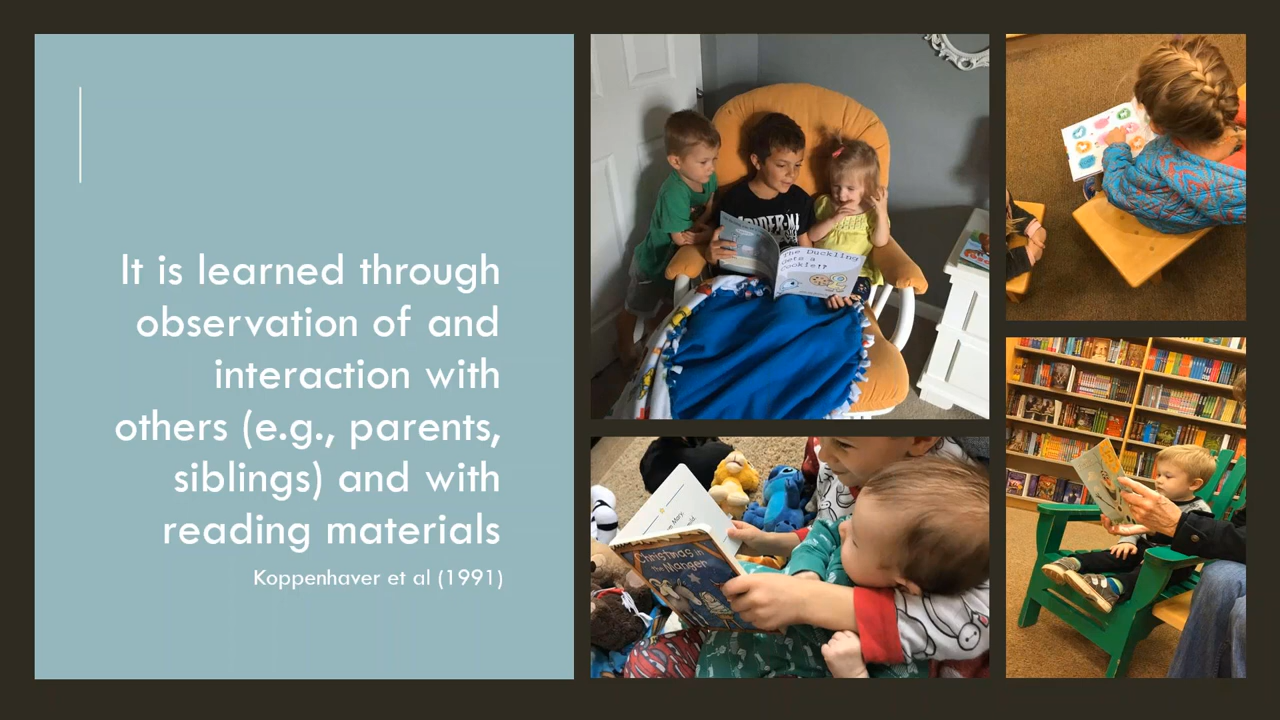 It is learned through
observation of and
interaction with
others (e.g., parents,
siblings) and with
reading materials
Koppenhaver et al (1991)
The Duckling
Gets a
Cookie!?
Christmas in
The Manger